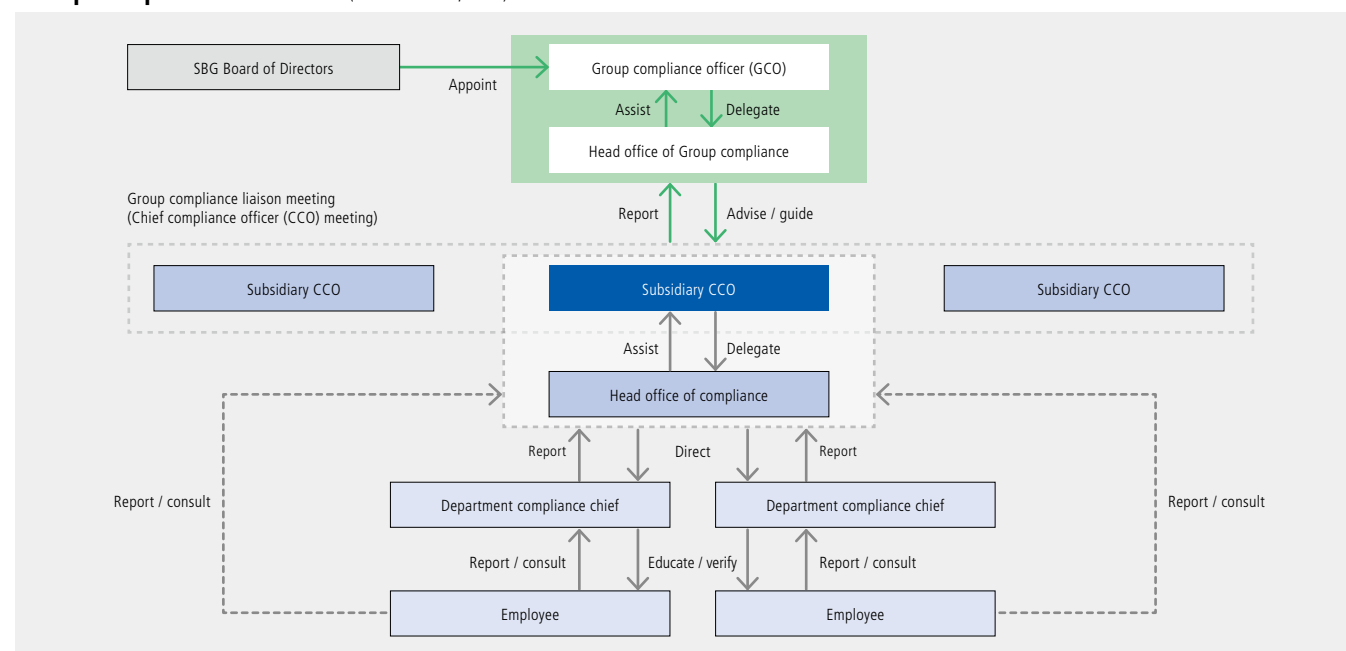 SBG Board of Directors
Group compliance officer (GCO)
Appoint
Assist
Delegate
Head office of Group compliance
Group compliance liaison meeting
(Chief compliance officer (CCO) meeting)
Report
Advise / guide
Subsidiary CCO
Subsidiary CCO
Subsidiary CCO
Assist
Delegate
Head office of compliance
Report
Direct
Report
Report / consult
Department compliance chief
Department compliance chief
Report / consult
Report / consult
Educate / verify
Report / consult
Employee
Employee